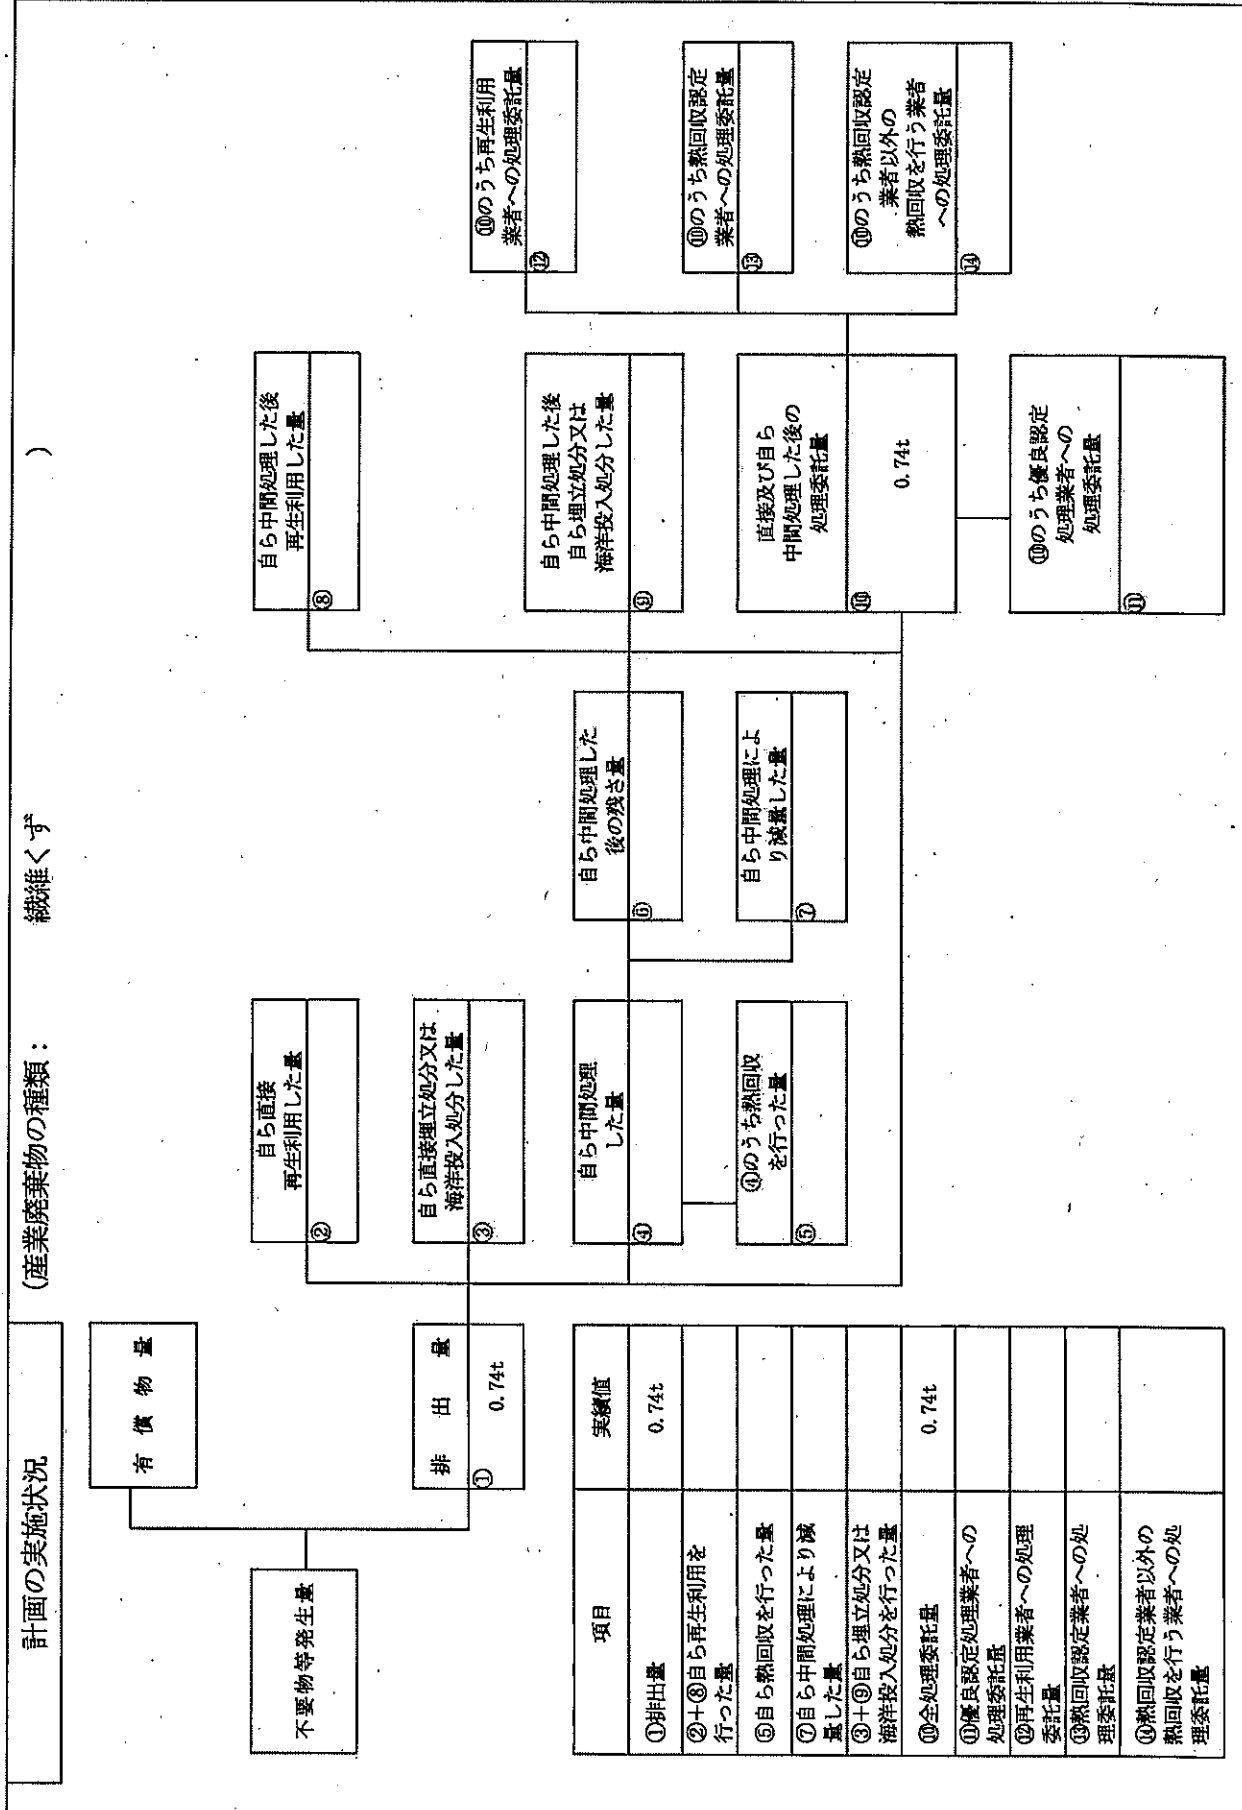 計画の実施状況
(産業廃棄物の種類： 繊維くず )
不要物等発生量
有償物量
排出量
①
0.74t
自ら直接
再生利用した量
②
自ら直接埋立処分又は
海洋投入処分した量
③
自ら中間処理
した量
④
④のうち熱回収
を行った量
⑤
自ら中間処理した
後の残さ量
⑥
自ら中間処理によ
り減量した量
⑦
自ら中間処理した後
再生利用した量
⑧
自ら中間処理した後
自ら埋立処分又は
海洋投入処分した量
⑨
直接及び自ら
中間処理した後の
処理委託量
⑩
0.74t
⑩のうち優良認定
処理業者への
処理委託量
⑪
⑩のうち再生利用
業者への処理委託量
⑫
⑩のうち熱回収認定
業者への処理委託量
⑬
⑩のうち熱回収認定
業者以外の
熱回収を行う業者
への処理委託量
⑭
項目 実績値
①排出量 0.74t
②＋⑧自ら再生利用を
行った量
⑤自ら熱回収を行った量
⑦自ら中間処理により減
量した量
③＋⑨自ら埋立処分又は
海洋投入処分を行った量
⑩全処理委託量 0.74t
⑪優良認定処理業者への
処理委託量
⑫再生利用業者への処理
委託量
⑬熱回収認定業者への処
理委託量
⑭熱回収認定業者以外の
熱回収を行う業者への処
理委託量